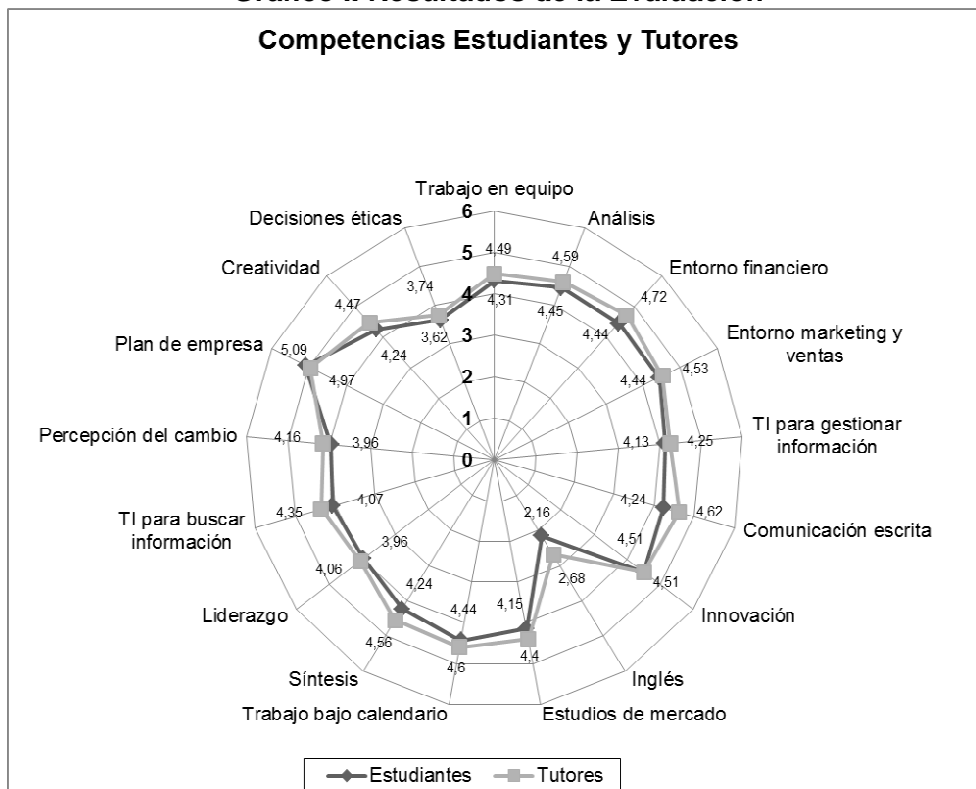 Competencias Estudiantes y Tutores
Trabajo en equipo
Decisiones éticas
Análisis
Creatividad
Entorno financiero
Plan de empresa
Entorno marketing y
ventas
Percepción del cambio
TI para gestionar
información
TI para buscar
información
Comunicación escrita
Liderazgo
Innovación
Síntesis
Inglés
Trabajo bajo calendario
Estudios de mercado
6
5
4
3
2
1
0
4,49
4,31
4,59
4,45
4,72
4,44
4,53
4,44
4,25
4,13
4,62
4,24
4,51
4,51
2,16
2,68
4,15
4,4
4,44
4,6
4,24
4,56
3,96
4,06
4,07
4,35
3,96
4,16
5,09
4,97
4,47
4,24
3,74
3,62
Estudiantes
Tutores